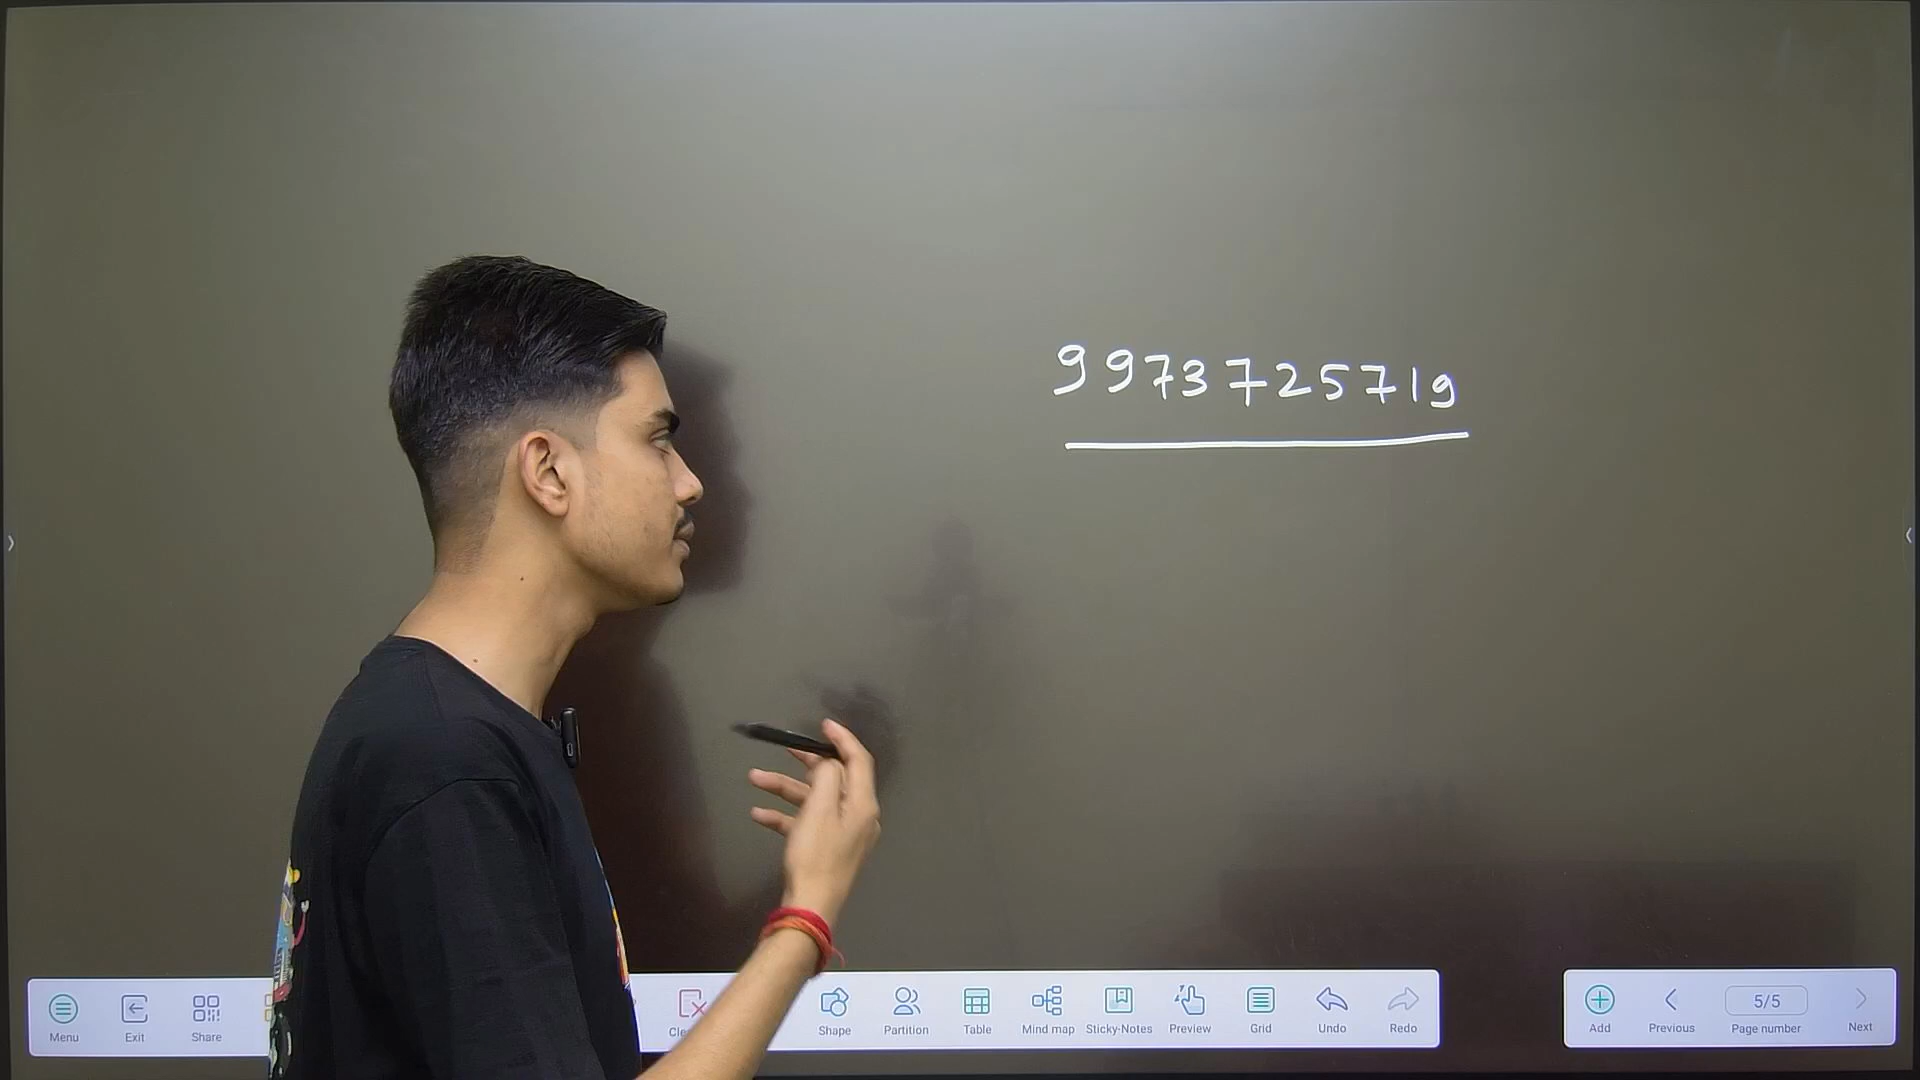 9973725719
Menu
Exit
Share
Shape
Partition
Table
Mind map
Sticky-Notes
Preview
Grid
Undo
Redo
Add
Previous
5/5
Page number
Next